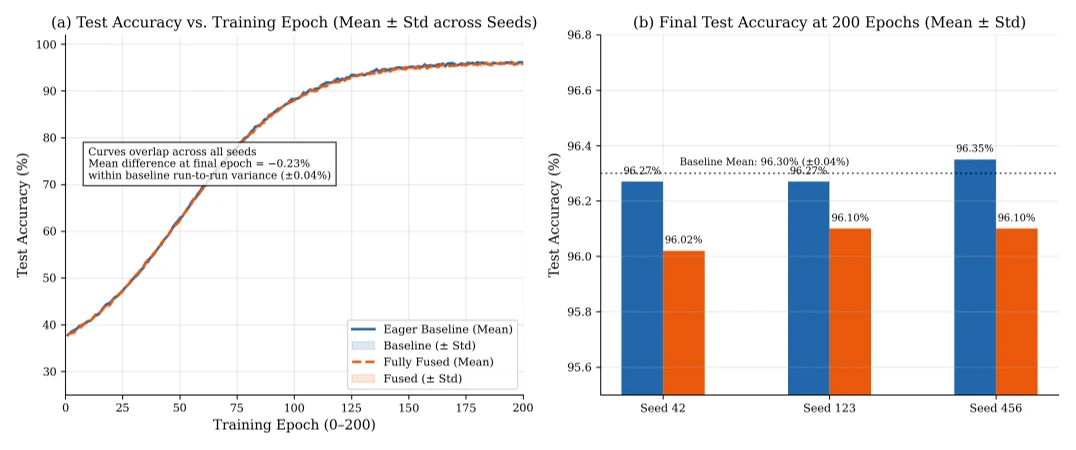 (a) Test Accuracy vs. Training Epoch (Mean ± Std across Seeds)
100
90
80
70
60
50
40
30
Test Accuracy (%)
Curves overlap across all seeds
Mean difference at final epoch = −0.23%
within baseline run-to-run variance (±0.04%)
Eager Baseline (Mean)
Baseline (± Std)
Fully Fused (Mean)
Fused (± Std)
0 25 50 75 100 125 150 175 200
Training Epoch (0–200)
(b) Final Test Accuracy at 200 Epochs (Mean ± Std)
96.8
96.6
96.4
96.2
96.0
95.8
95.6
Test Accuracy (%)
Baseline Mean: 96.30% (±0.04%)
96.27%
96.02%
96.27%
96.10%
96.35%
96.10%
Seed 42 Seed 123 Seed 456